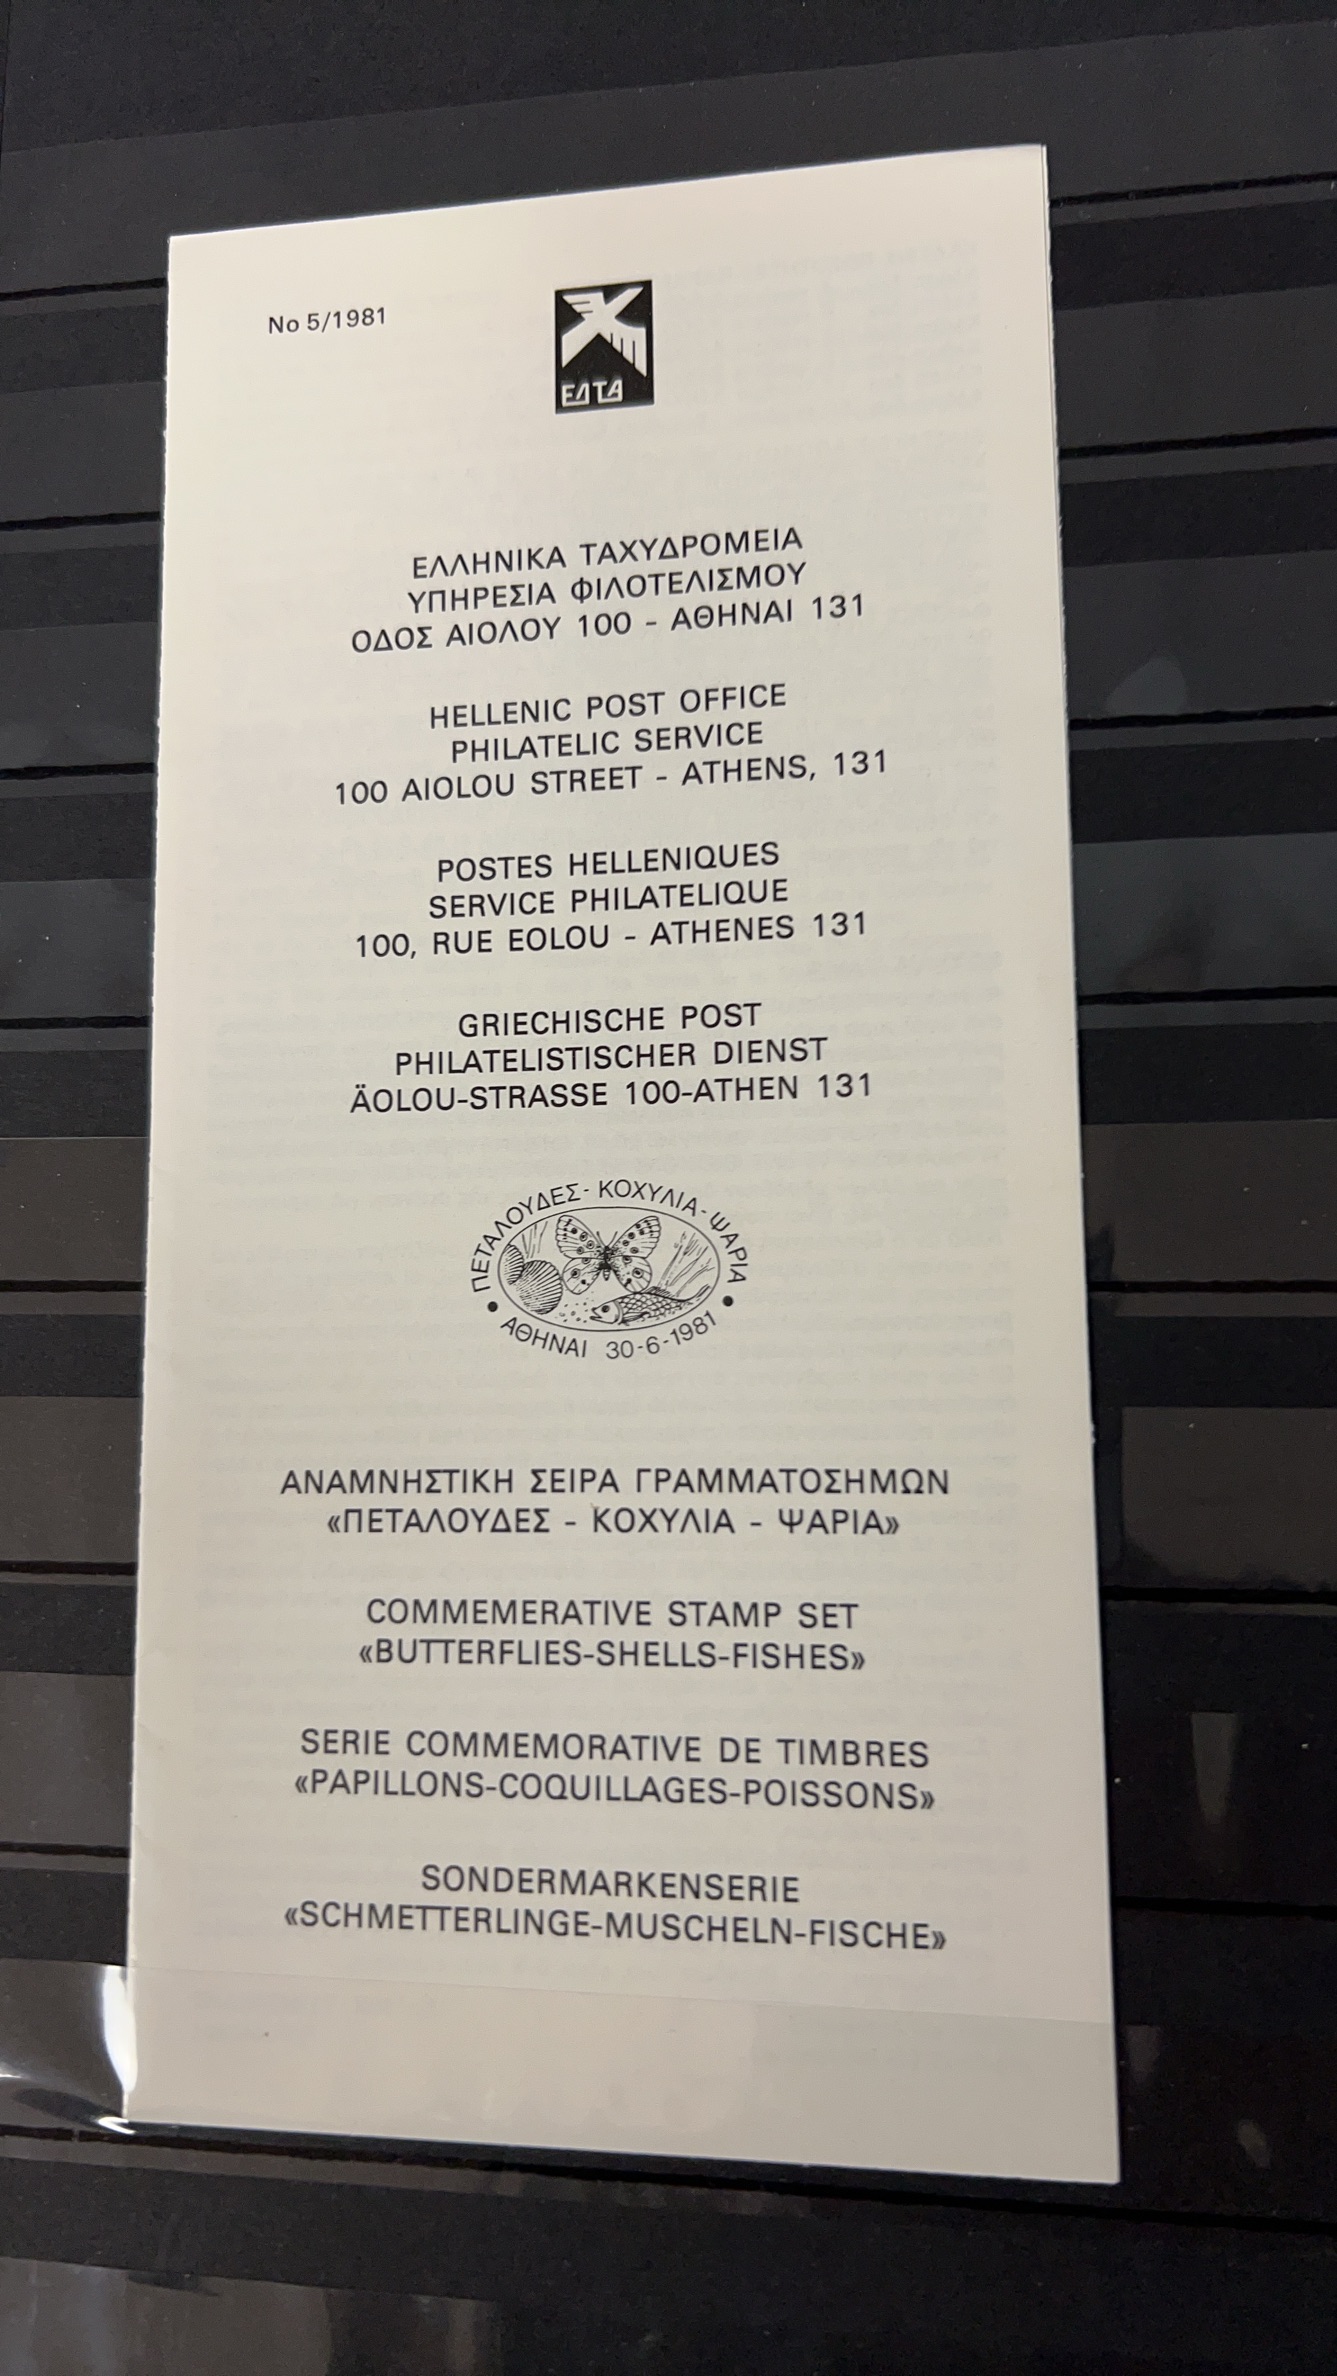 No 5/1981
ΕΛΤΑ
ΕΛΛΗΝΙΚΑ ΤΑΧΥΔΡΟΜΕΙΑ
ΥΠΗΡΕΣΙΑ ΦΙΛΟΤΕΛΙΣΜΟΥ
ΟΔΟΣ ΑΙΟΛΟΥ 100 - ΑΘΗΝΑΙ 131
HELLENIC POST OFFICE
PHILATELIC SERVICE
100 AIOLOU STREET - ATHENS, 131
POSTES HELLENIQUES
SERVICE PHILATELIQUE
100, RUE EOLOU - ATHENES 131
GRIECHISCHE POST
PHILATELISTISCHER DIENST
ÄOLOU-STRASSE 100-ATHEN 131
ΠΕΤΑΛΟΥΔΕΣ - ΚΟΧΥΛΙΑ - ΨΑΡΙΑ
• ΑΘΗΝΑΙ 30-6-1981 •
ΑΝΑΜΝΗΣΤΙΚΗ ΣΕΙΡΑ ΓΡΑΜΜΑΤΟΣΗΜΩΝ
«ΠΕΤΑΛΟΥΔΕΣ - ΚΟΧΥΛΙΑ - ΨΑΡΙΑ»
COMMEMERATIVE STAMP SET
«BUTTERFLIES-SHELLS-FISHES»
SERIE COMMEMORATIVE DE TIMBRES
«PAPILLONS-COQUILLAGES-POISSONS»
SONDERMARKENSERIE
«SCHMETTERLINGE-MUSCHELN-FISCHE»